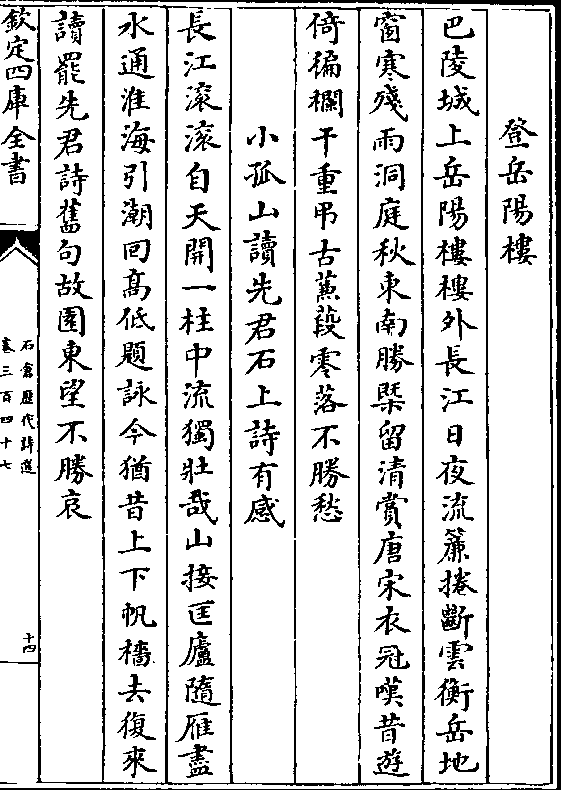 登岳陽樓
巴陵城上岳陽樓樓外長江日夜流簾捲斷雲衡岳地
窗寒殘雨洞庭秋東南勝槩留清賞唐宋衣冠嘆昔遊
倚徧欄干重弔古蒹葭零落不勝愁
小孤山讀先君石上詩有感
長江滚滚自天開一柱中流獨壯哉山接匡廬隨雁盡
水通淮海引潮回髙低題詠今猶昔上下帆檣去復來
讀罷先君詩舊句故園東望不勝哀
欽定四庫全書
石倉歷代詩選
卷三百四十七
十四